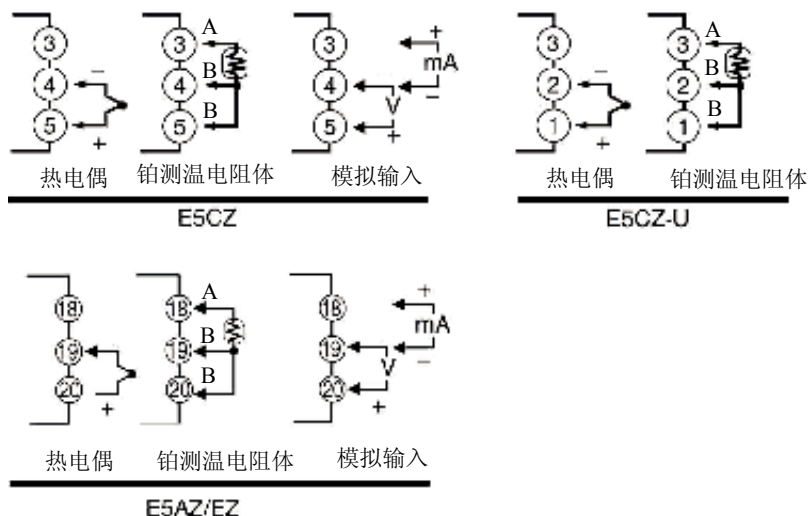 ③ ③ A ③ + mA ③ ③ A
④ − ④ B ④ V − ② − ② B
⑤ + ⑤ B ⑤ + ① + ① B
热电偶 铂测温电阻体 模拟输入 热电偶 铂测温电阻体
E5CZ E5CZ-U
⑱ ⑱ A ⑱ + mA
⑲ ⑲ B ⑲ V −
⑳ + ⑳ B ⑳ +
热电偶 铂测温电阻体 模拟输入
E5AZ/EZ